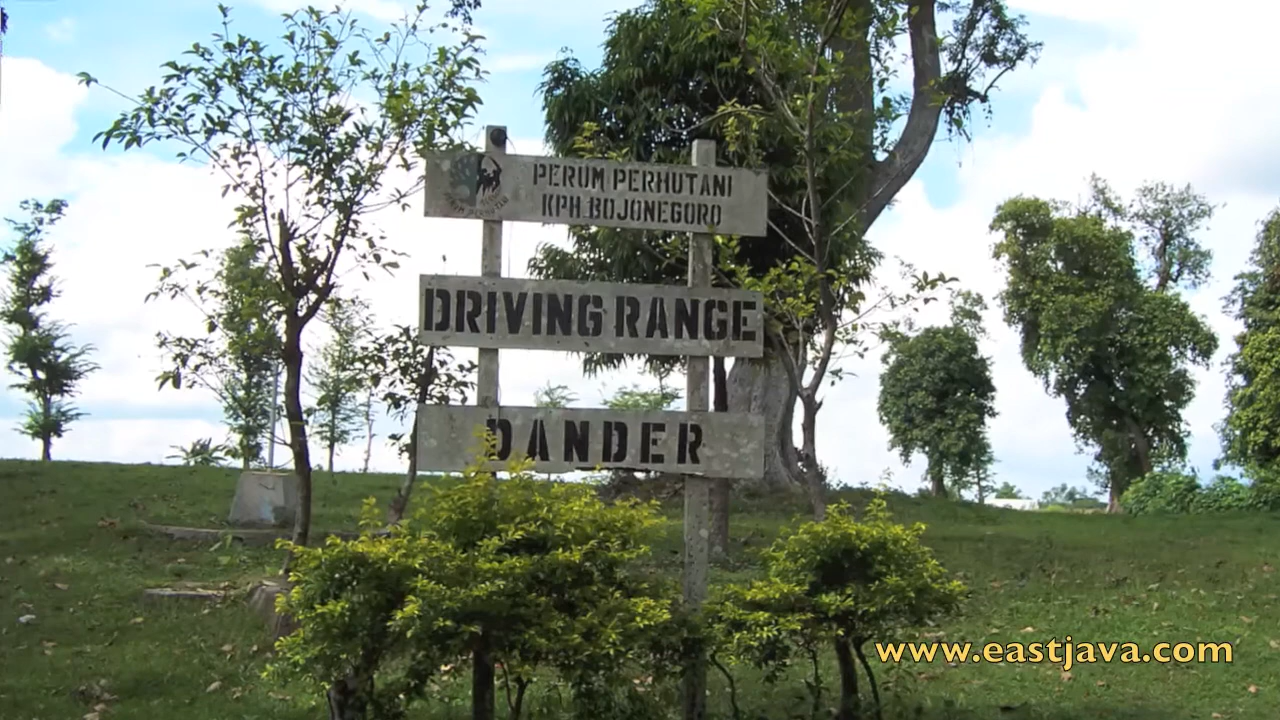 PERUM PERHUTANI
KPH.BOJONEGORO
DRIVING RANGE
DANDER
www.eastjava.com